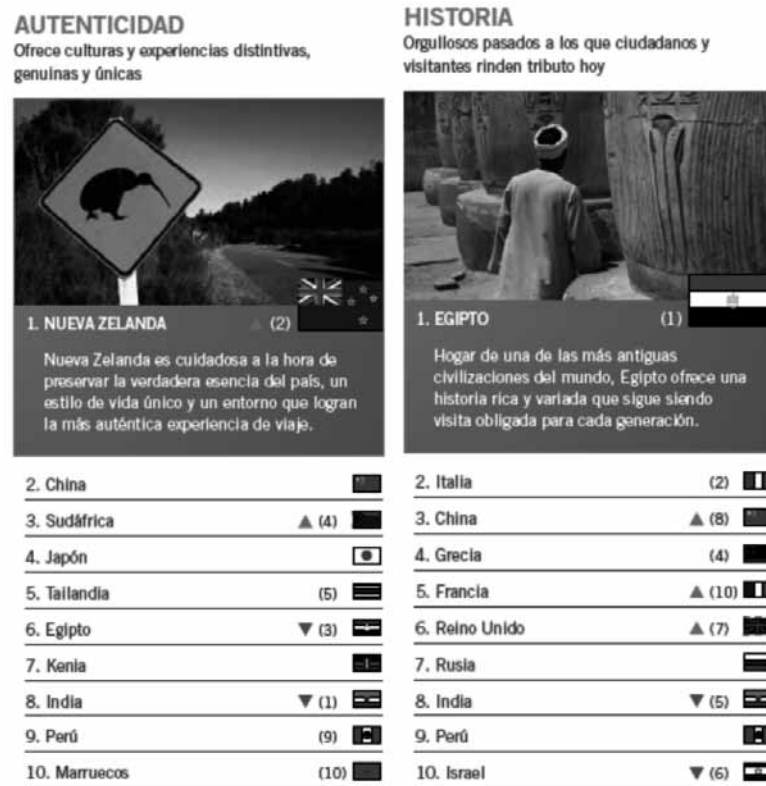 AUTENTICIDAD
Ofrece culturas y experiencias distintivas,
genuinas y únicas
1. NUEVA ZELANDA ▲ (2)
Nueva Zelanda es cuidadosa a la hora de
preservar la verdadera esencia del país, un
estilo de vida único y un entorno que logran
la más auténtica experiencia de viaje.
2. China
3. Sudáfrica ▲ (4)
4. Japón
5. Tailandia (5)
6. Egipto ▼ (3)
7. Kenia
8. India ▼ (1)
9. Perú (9)
10. Marruecos (10)
HISTORIA
Orgullosos pasados a los que ciudadanos y
visitantes rinden tributo hoy
1. EGIPTO (1)
Hogar de una de las más antiguas
civilizaciones del mundo, Egipto ofrece una
historia rica y variada que sigue siendo
visita obligada para cada generación.
2. Italia (2)
3. China ▲ (8)
4. Grecia (4)
5. Francia ▲ (10)
6. Reino Unido ▲ (7)
7. Rusia
8. India ▼ (5)
9. Perú
10. Israel ▼ (6)